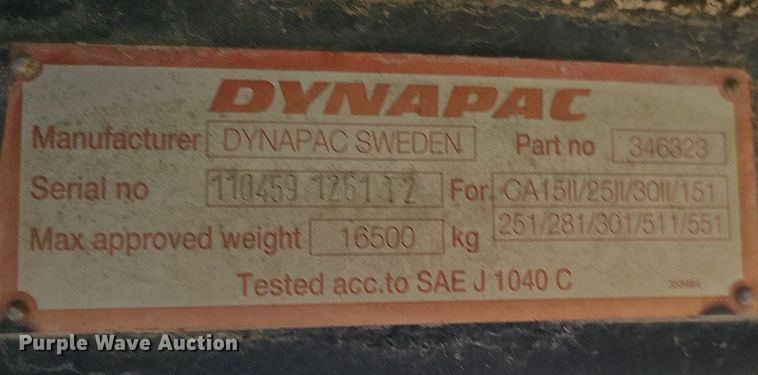 DYNAPAC
Manufacturer DYNAPAC SWEDEN Part no 346323
Serial no 110459 1261 12 For CA15II/25II/30II/151
251/281/301/511/551
Max approved weight 16500 kg
Tested acc.to SAE J 1040 C
Purple Wave Auction